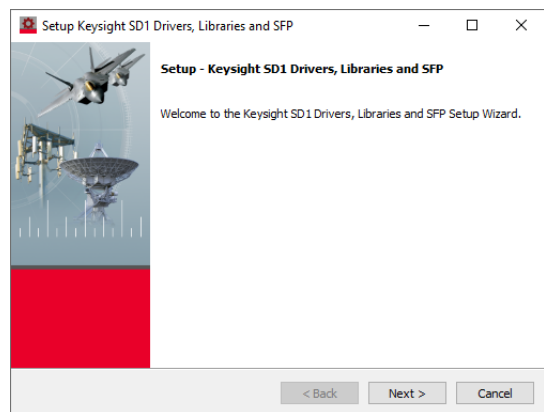 Setup Keysight SD1 Drivers, Libraries and SFP
Setup - Keysight SD1 Drivers, Libraries and SFP
Welcome to the Keysight SD1 Drivers, Libraries and SFP Setup Wizard.
< Back
Next >
Cancel